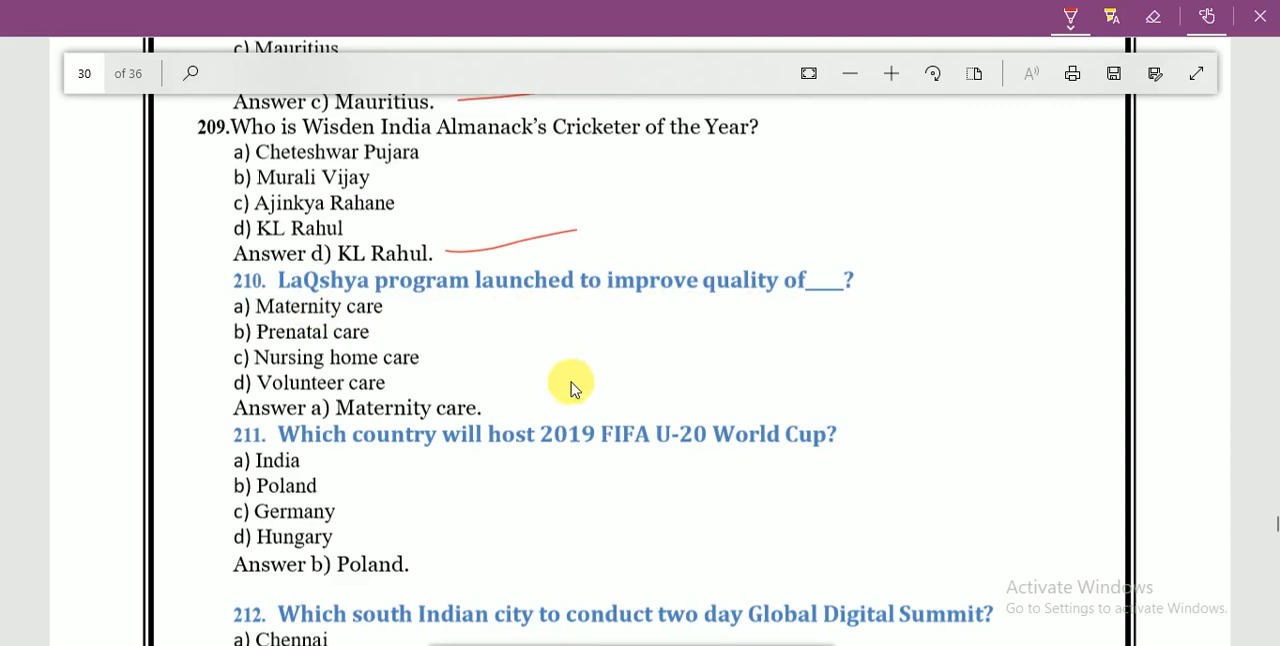 c) Mauritius
30 of 36
Answer c) Mauritius.
209.Who is Wisden India Almanack's Cricketer of the Year?
a) Cheteshwar Pujara
b) Murali Vijay
c) Ajinkya Rahane
d) KL Rahul
Answer d) KL Rahul.
210. LaQshya program launched to improve quality of___?
a) Maternity care
b) Prenatal care
c) Nursing home care
d) Volunteer care
Answer a) Maternity care.
211. Which country will host 2019 FIFA U-20 World Cup?
a) India
b) Poland
c) Germany
d) Hungary
Answer b) Poland.
Activate Windows
Go to Settings to activate Windows.
212. Which south Indian city to conduct two day Global Digital Summit?
a) Chennai